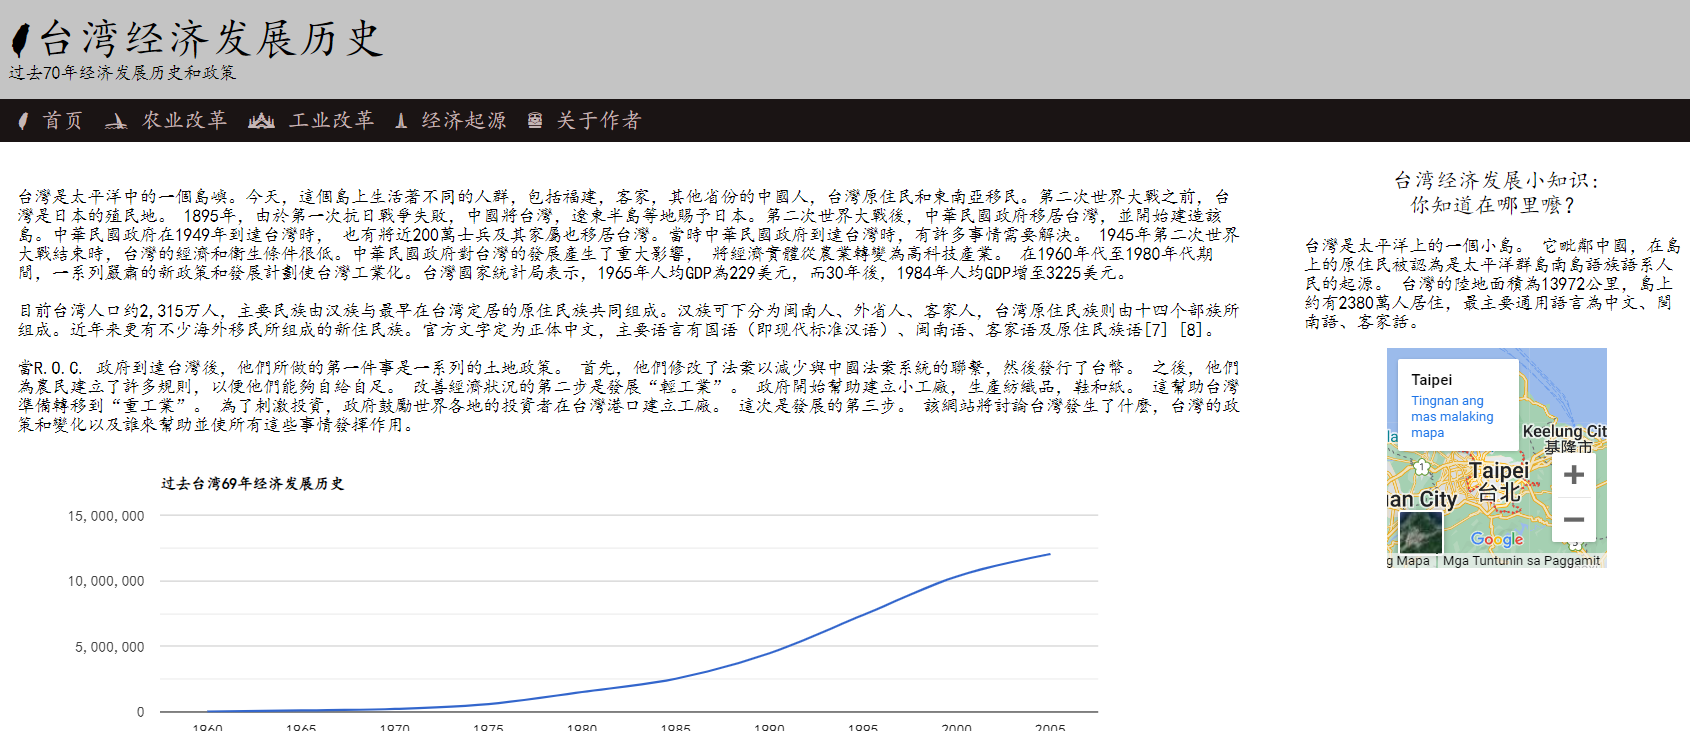 台湾经济发展历史
过去70年经济发展历史和政策
首页 农业改革 工业改革 经济起源 关于作者
台灣是太平洋中的一個島嶼。今天，這個島上生活著不同的人群，包括福建，客家，其他省份的中國人，台灣原住民和東南亞移民。第二次世界大戰之前，台
灣是日本的殖民地。 1895年，由於第一次抗日戰爭失敗，中國將台灣，遼東半島等地賜予日本。第二次世界大戰後，中華民國政府移居台灣，並開始建造該
島。中華民國政府在1949年到達台灣時， 也有將近200萬士兵及其家屬也移居台灣。當時中華民國政府到達台灣時，有許多事情需要解決。 1945年第二次世界
大戰結束時，台灣的經濟和衛生條件很低。中華民國政府對台灣的發展產生了重大影響， 將經濟實體從農業轉變為高科技產業。 在1960年代至1980年代期
間，一系列嚴肅的新政策和發展計劃使台灣工業化。台灣國家統計局表示，1965年人均GDP為229美元，而30年後，1984年人均GDP增至3225美元。
目前台湾人口约2,315万人，主要民族由汉族与最早在台湾定居的原住民族共同组成。汉族可下分为闽南人、外省人、客家人，台湾原住民族则由十四个部族所
组成。近年来更有不少海外移民所组成的新住民族。官方文字定为正体中文，主要语言有国语（即现代标准汉语）、闽南语、客家语及原住民族语[7] [8]。
當R.O.C. 政府到達台灣後，他們所做的第一件事是一系列的土地政策。 首先，他們修改了法案以減少與中國法案系統的聯繫，然後發行了台幣。 之後，他們
為農民建立了許多規則，以便他們能夠自給自足。 改善經濟狀況的第二步是發展“輕工業”。 政府開始幫助建立小工廠，生產紡織品，鞋和紙。 這幫助台灣
準備轉移到“重工業”。 為了刺激投資，政府鼓勵世界各地的投資者在台灣港口建立工廠。 這次是發展的第三步。 該網站將討論台灣發生了什麼，台灣的政
策和變化以及誰來幫助並使所有這些事情發揮作用。
过去台湾69年经济发展历史
15,000,000
10,000,000
5,000,000
0
1960 1965 1970 1975 1980 1985 1990 1995 2000 2005
台湾经济发展小知识：
你知道在哪里嚒？
台灣是太平洋上的一個小島。 它毗鄰中國，在島
上的原住民被認為是太平洋群島南島語族語系人
民的起源。 台灣的陸地面積為13972公里，島上
約有2380萬人居住，最主要通用語言為中文、閩
南語、客家話。
Taipei
Tingnan ang
mas malaking
mapa
Keelung Cit
基隆市
Taipei
台北
uan City
Google
g Mapa
Mga Tuntunin sa Paggamit